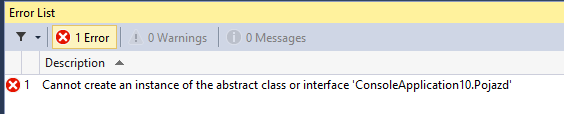 Error List
1 Error 0 Warnings 0 Messages
Description
1 Cannot create an instance of the abstract class or interface 'ConsoleApplication10.Pojazd'